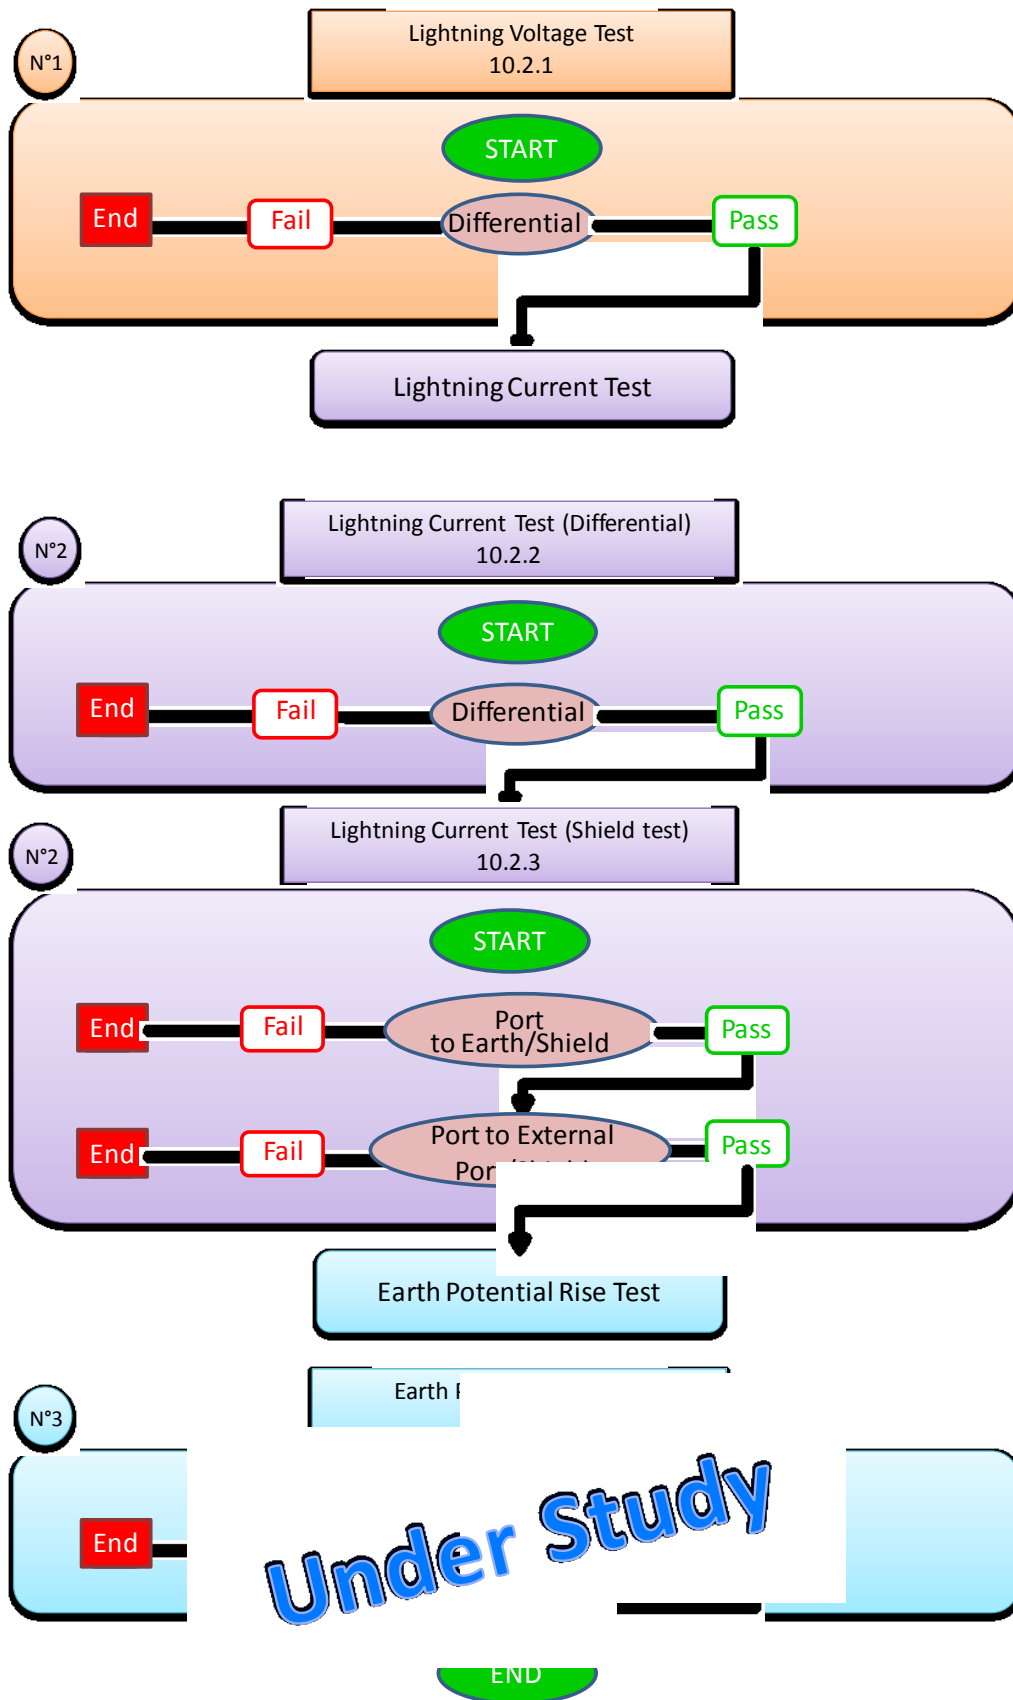 Lightning Voltage Test
10.2.1
N°1
START
End
Fail
Differential
Pass
Lightning Current Test
Lightning Current Test (Differential)
10.2.2
N°2
START
End
Fail
Differential
Pass
Lightning Current Test (Shield test)
10.2.3
N°2
START
End
Fail
Port
to Earth/Shield
Pass
End
Fail
Port to External
Pass
Earth Potential Rise Test
Earth
N°3
End
Under Study
END